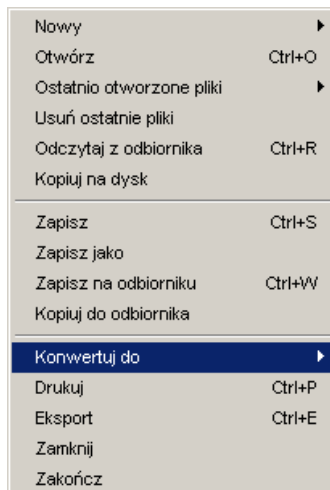 Nowy
Otwórz Ctrl+O
Ostatnio otworzone pliki
Usuń ostatnie pliki
Odczytaj z odbiornika Ctrl+R
Kopiuj na dysk
Zapisz Ctrl+S
Zapisz jako
Zapisz na odbiorniku Ctrl+W
Kopiuj do odbiornika
Konwertuj do
Drukuj Ctrl+P
Eksport Ctrl+E
Zamknij
Zakończ